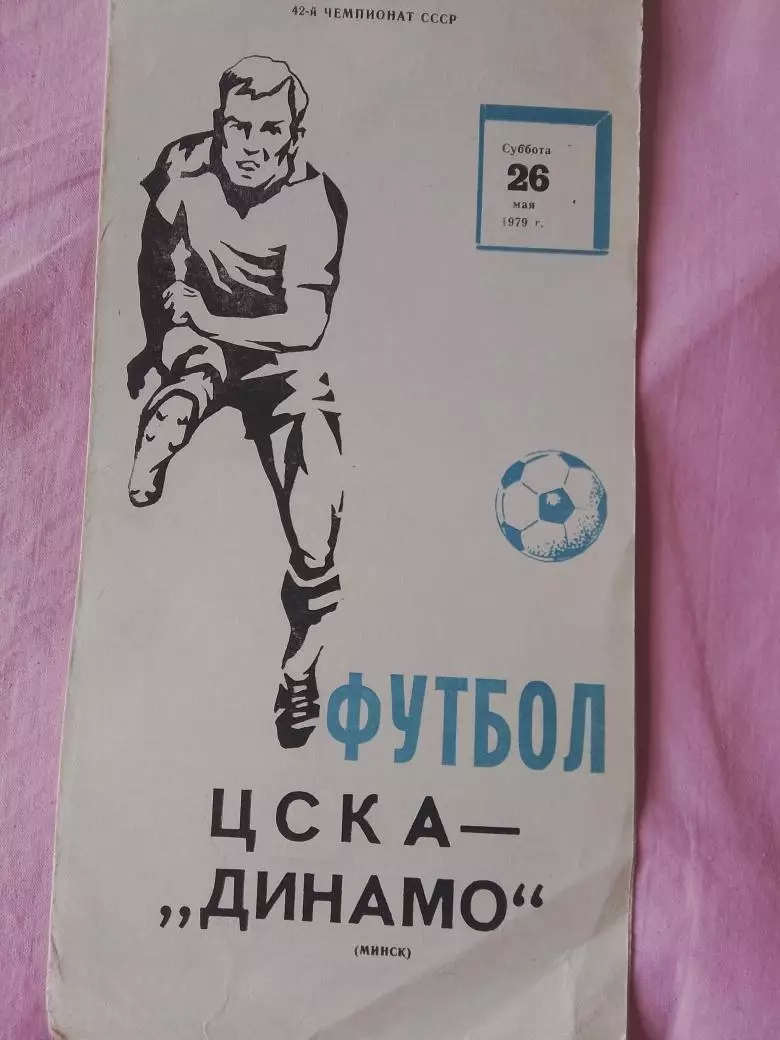 42-й ЧЕМПИОНАТ СССР
Суббота
26
мая
1979 г.
ФУТБОЛ
ЦСКА—
„ДИНАМО“
(МИНСК)